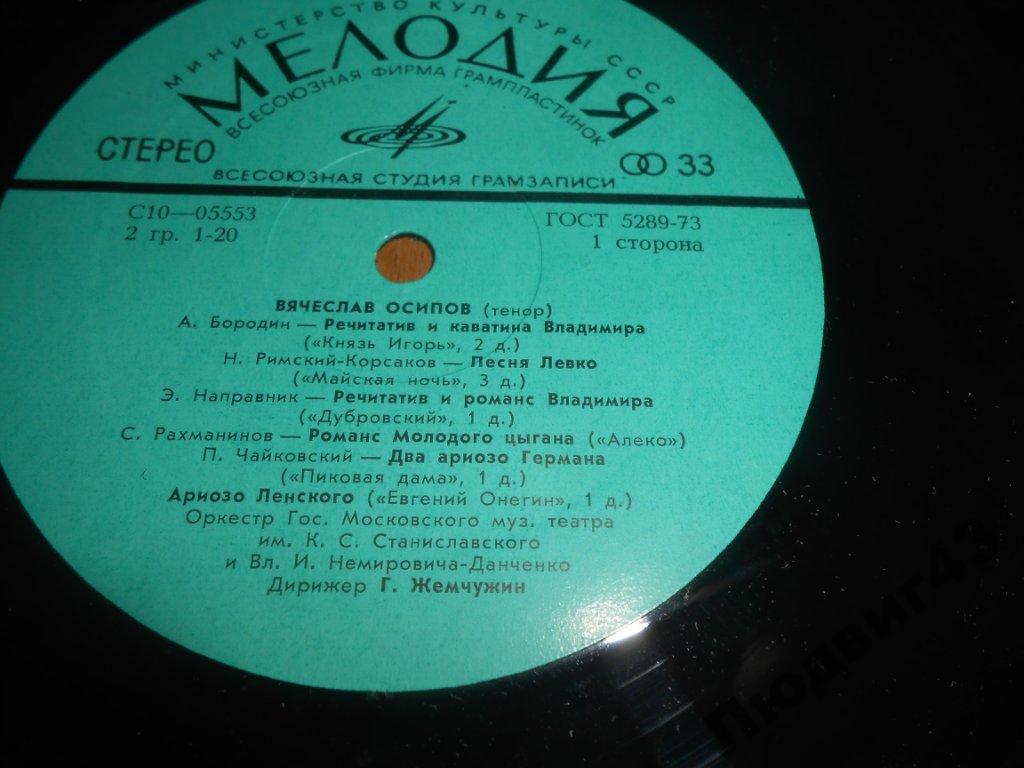 МИНИСТЕРСТВО КУЛЬТУРЫ СССР
МЕЛОДИЯ
ВСЕСОЮЗНАЯ ФИРМА ГРАМПЛАСТИНОК
СТЕРЕО
33
ВСЕСОЮЗНАЯ СТУДИЯ ГРАМЗАПИСИ
С10—05553
ГОСТ 5289-73
2 гр. 1-20
1 сторона
ВЯЧЕСЛАВ ОСИПОВ (тенор)
А. Бородин — Речитатив и каватина Владимира
(«Князь Игорь», 2 д.)
Н. Римский-Корсаков — Песня Левко
(«Майская ночь», 3 д.)
Э. Направник — Речитатив и романс Владимира
(«Дубровский», 1 д.)
С. Рахманинов — Романс Молодого цыгана («Алеко»)
П. Чайковский — Два ариозо Германа
(«Пиковая дама», 1 д.)
Ариозо Ленского («Евгений Онегин», 1 д.)
Оркестр Гос. Московского муз. театра
им. К. С. Станиславского
и Вл. И. Немировича-Данченко
Дирижер Г. Жемчужин
Людвиг43